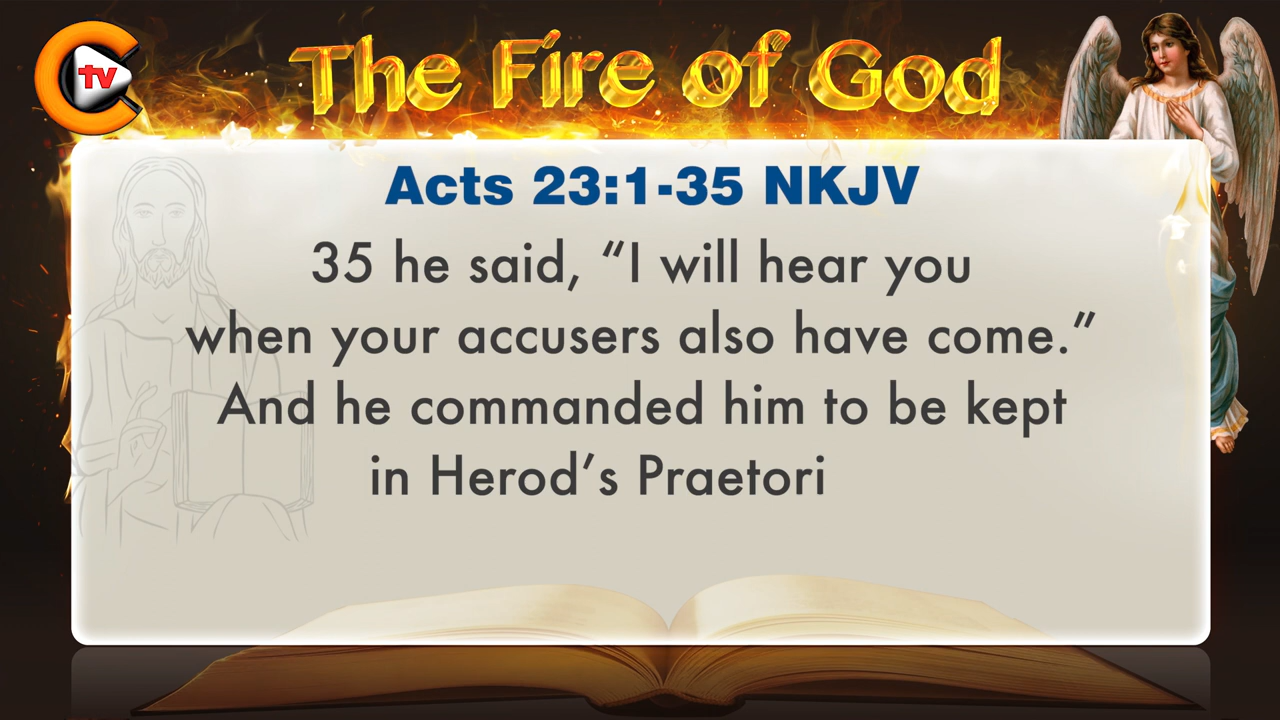 tv
The Fire of God
Acts 23:1-35 NKJV
35 he said, “I will hear you
when your accusers also have come.”
And he commanded him to be kept
in Herod’s Praetori